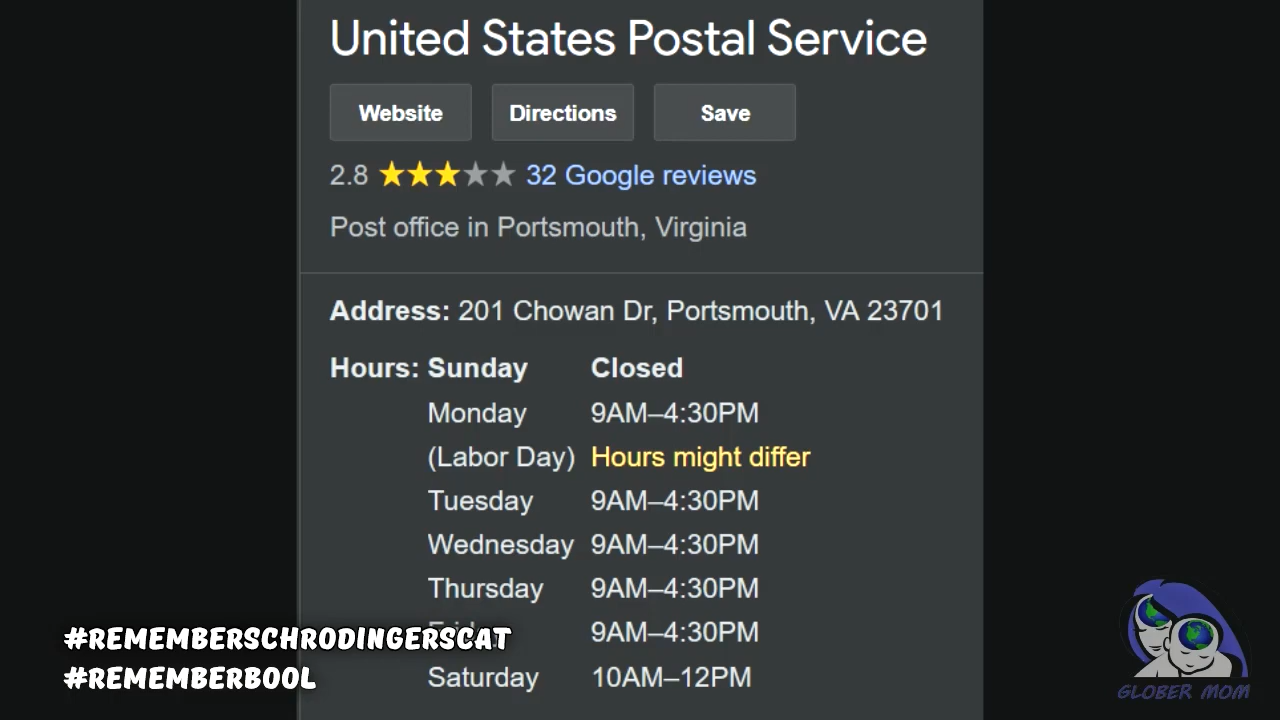 United States Postal Service
Website Directions Save
2.8 32 Google reviews
Post office in Portsmouth, Virginia
Address: 201 Chowan Dr, Portsmouth, VA 23701
Hours: Sunday Closed
Monday 9AM–4:30PM
(Labor Day) Hours might differ
Tuesday 9AM–4:30PM
Wednesday 9AM–4:30PM
Thursday 9AM–4:30PM
9AM–4:30PM
#REMEMBERSCHRODINGERSCAT
Saturday 10AM–12PM
#REMEMBERBOOL
GLOBER MOM